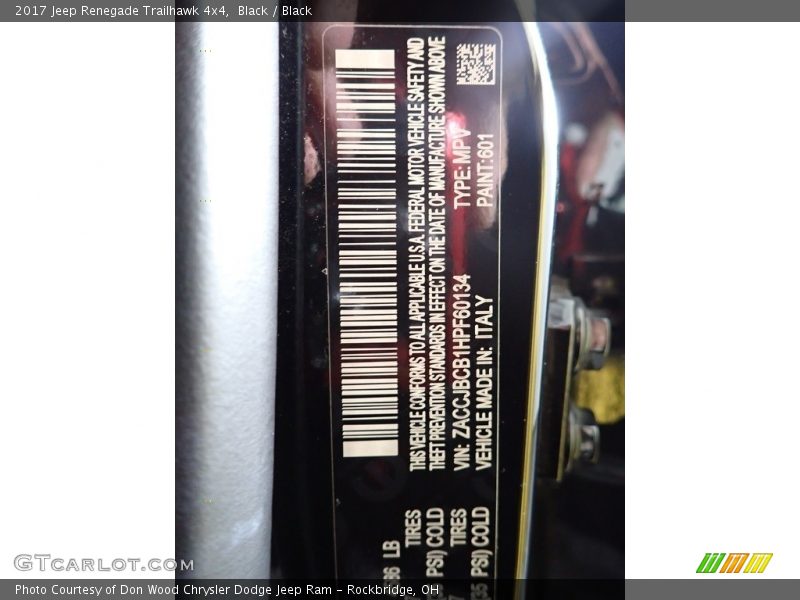 2017 Jeep Renegade Trailhawk 4x4,  Black / Black
THIS VEHICLE CONFORMS TO ALL APPLICABLE U.S.A. FEDERAL MOTOR VEHICLE SAFETY AND
THEFT PREVENTION STANDARDS IN EFFECT ON THE DATE OF MANUFACTURE SHOWN ABOVE
VIN: ZACCJBCB1HPF60134 TYPE: MPV
VEHICLE MADE IN: ITALY PAINT: 601
LB
TIRES
PSI) COLD
TIRES
PSI) COLD
GTcarlot.com
Photo Courtesy of Don Wood Chrysler Dodge Jeep Ram – Rockbridge, OH